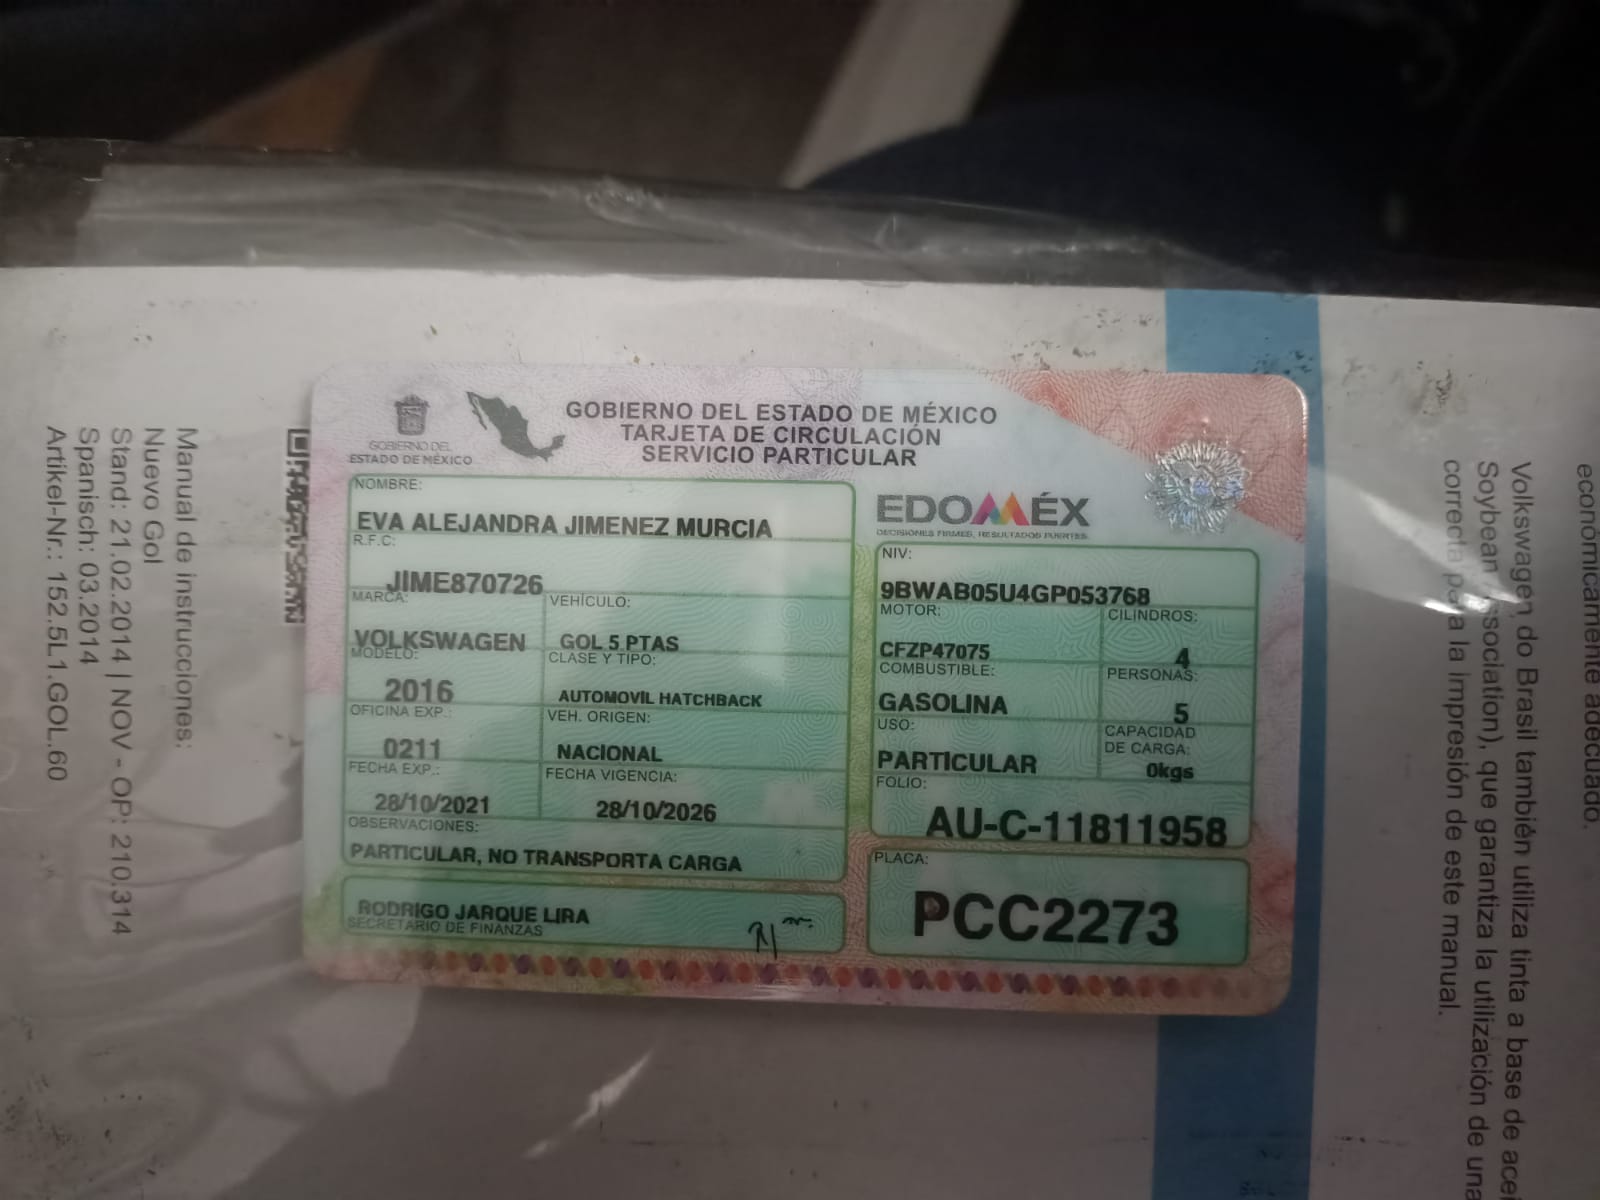 GOBIERNO DEL
ESTADO DE MÉXICO
GOBIERNO DEL ESTADO DE MÉXICO
TARJETA DE CIRCULACIÓN
SERVICIO PARTICULAR
EDOMÉX
DECISIONES FIRMES, RESULTADOS FUERTES.
NOMBRE:
EVA ALEJANDRA JIMENEZ MURCIA
R.F.C:
JIME870726
MARCA:
VOLKSWAGEN
VEHÍCULO:
GOL 5 PTAS
MODELO:
2016
CLASE Y TIPO:
AUTOMOVIL HATCHBACK
OFICINA EXP.:
0211
VEH. ORIGEN:
NACIONAL
FECHA EXP.:
28/10/2021
FECHA VIGENCIA:
28/10/2026
OBSERVACIONES:
PARTICULAR, NO TRANSPORTA CARGA
RODRIGO JARQUE LIRA
SECRETARIO DE FINANZAS
NIV:
9BWAB05U4GP053768
MOTOR:
CFZP47075
CILINDROS:
4
COMBUSTIBLE:
GASOLINA
PERSONAS:
5
USO:
PARTICULAR
CAPACIDAD
DE CARGA:
0kgs
FOLIO:
AU-C-11811958
PLACA:
PCC2273
Manual de instrucciones:
Nuevo Gol
Stand: 21.02.2014 | NOV - OP: 210.314
Spanisch: 03.2014
Artikel-Nr.: 152.5L1.GOL.60
económicamente adecuado.
Volkswagen do Brasil también utiliza tinta a base de
Soybean que garantiza la utilización de una
correcta para la impresión de este manual.